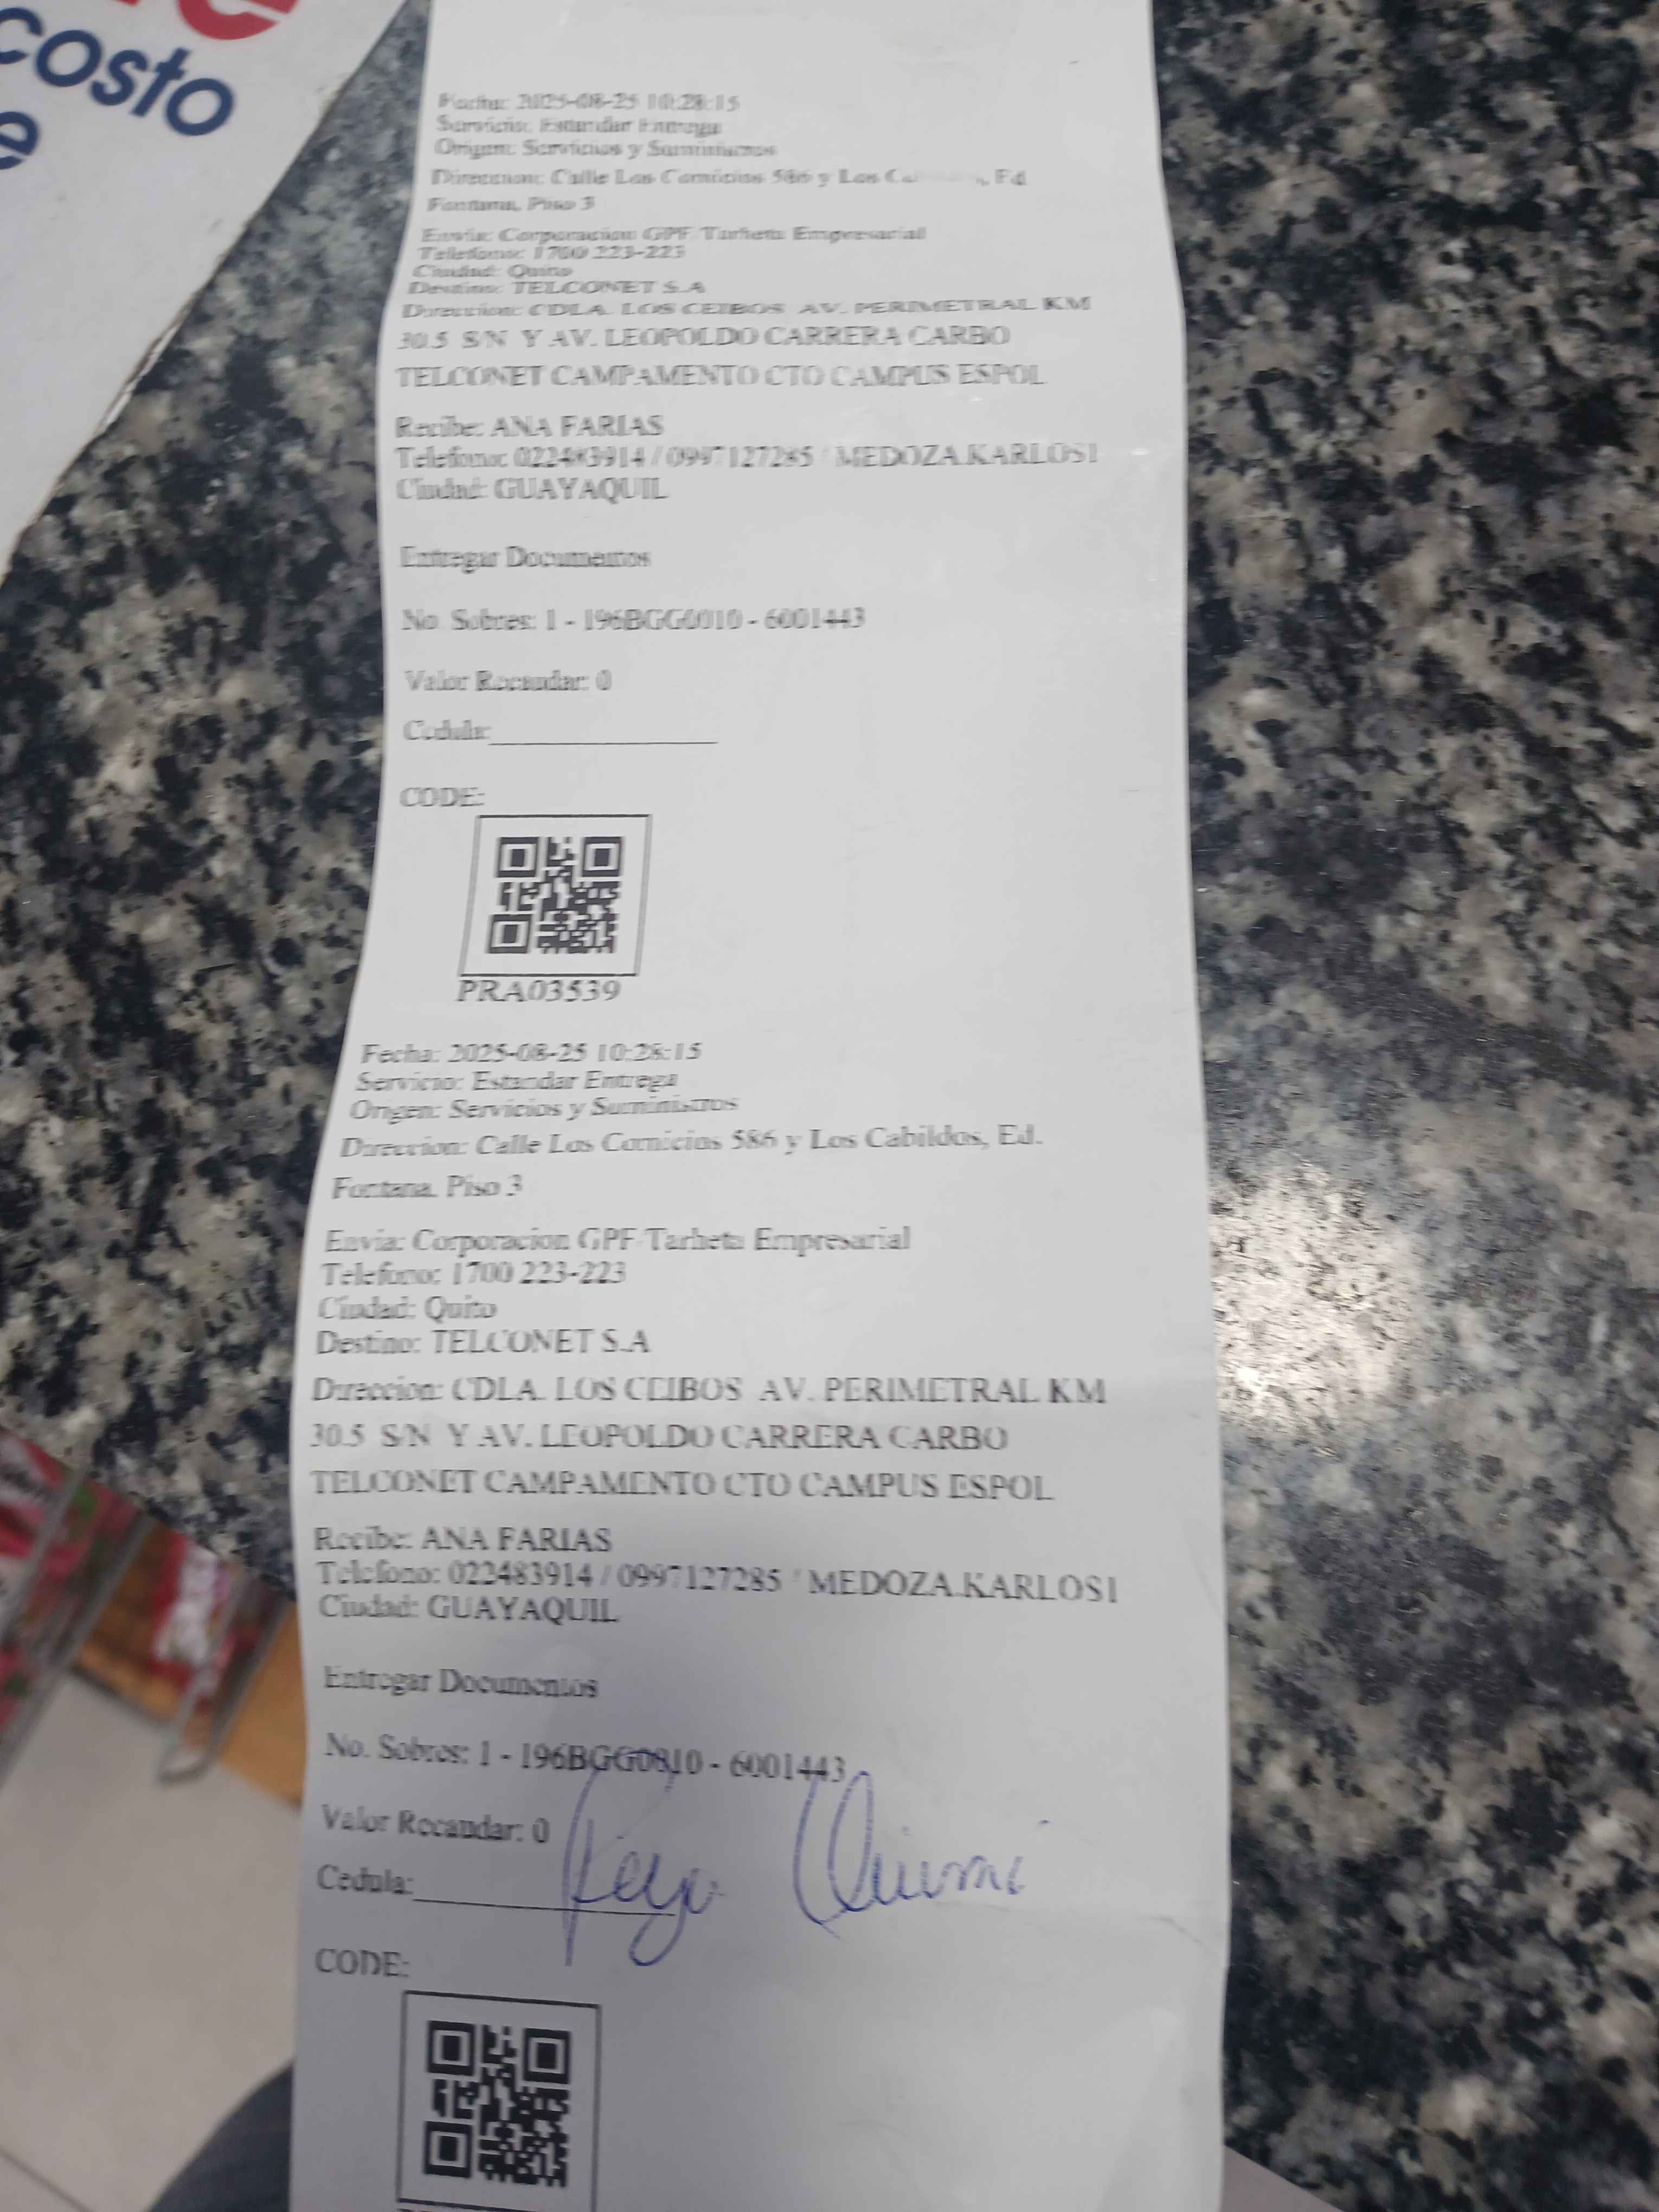 costo
e
Fecha: 2025-08-25 10:28:15
Servicio: Estandar Entrega
Origen: Servicios y Suministros
Direccion: Calle Los Comicios 586 y Los Ed
Fontana, Piso 3
Envia: Corporacion GPF Tarheta Empresarial
Telefono: 1700 223-223
Ciudad: Quito
Destino: TELCONET S.A
Direccion: CDLA. LOS CEIBOS AV. PERIMETRAL KM
30.5 S/N Y AV. LEOPOLDO CARRERA CARBO
TELCONET CAMPAMENTO CTO CAMPUS ESPOL
Recibe: ANA FARIAS
Telefono: 022483914 / 0997127285 / MEDOZA.KARLOS1
Ciudad: GUAYAQUIL
Entregar Documentos
No. Sobres: 1 - 196BGG0010 - 6001443
Valor Recaudar: 0
Cedula:
CODE:
PRA03539
Fecha: 2025-08-25 10:28:15
Servicio: Estandar Entrega
Origen: Servicios y Suministros
Direccion: Calle Los Comicios 586 y Los Cabildos, Ed.
Fontana, Piso 3
Envia: Corporacion GPF Tarheta Empresarial
Telefono: 1700 223-223
Ciudad: Quito
Destino: TELCONET S.A
Direccion: CDLA. LOS CEIBOS AV. PERIMETRAL KM
30.5 S/N Y AV. LEOPOLDO CARRERA CARBO
TELCONET CAMPAMENTO CTO CAMPUS ESPOL
Recibe: ANA FARIAS
Telefono: 022483914 / 0997127285 / MEDOZA.KARLOS1
Ciudad: GUAYAQUIL
Entregar Documentos
No. Sobres: 1 - 196BGG0010 - 6001443
Valor Recaudar: 0
Cedula:
CODE: